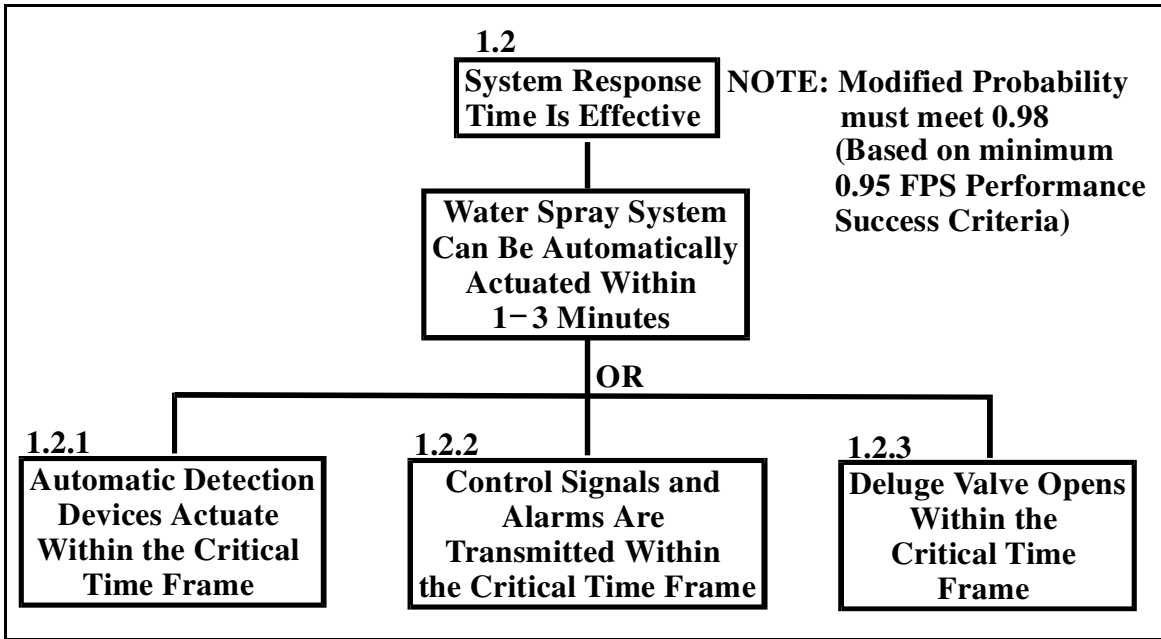 1.2
System Response
Time Is Effective
NOTE: Modified Probability
must meet 0.98
(Based on minimum
0.95 FPS Performance
Success Criteria)
Water Spray System
Can Be Automatically
Actuated Within
1−3 Minutes
OR
1.2.1
Automatic Detection
Devices Actuate
Within the Critical
Time Frame
1.2.2
Control Signals and
Alarms Are
Transmitted Within
the Critical Time Frame
1.2.3
Deluge Valve Opens
Within the
Critical Time
Frame